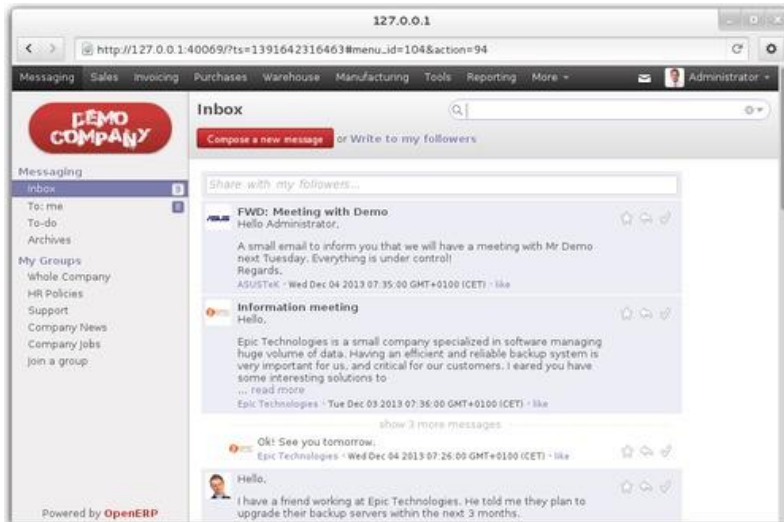 127.0.0.1
http://127.0.0.1:40069/?ts=1391642316463#menu_id=104&action=94
Messaging Sales Invoicing Purchases Warehouse Manufacturing Tools Reporting More Administrator
DEMO
COMPANY
Messaging
Inbox 9
To: me 8
To-do
Archives
My Groups
Whole Company
HR Policies
Support
Company News
Company Jobs
Join a group
Powered by OpenERP
Inbox
Compose a new message or Write to my followers
Share with my followers...
ASUS
FWD: Meeting with Demo
Hello Administrator,
A small email to inform you that we will have a meeting with Mr Demo
next Tuesday. Everything is under control!
Regards,
ASUSTeK · Wed Dec 04 2013 07:35:00 GMT+0100 (CET) · like
Information meeting
Hello,
Epic Technologies is a small company specialized in software managing
huge volume of data. Having an efficient and reliable backup system is
very important for us, and critical for our customers. I eared you have
some interesting solutions to
... read more
Epic Technologies · Tue Dec 03 2013 07:36:00 GMT+0100 (CET) · like
show 3 more messages
Ok! See you tomorrow.
Epic Technologies · Wed Dec 04 2013 07:26:00 GMT+0100 (CET) · like
Hello,
I have a friend working at Epic Technologies. He told me they plan to
upgrade their backup servers within the next 3 months.